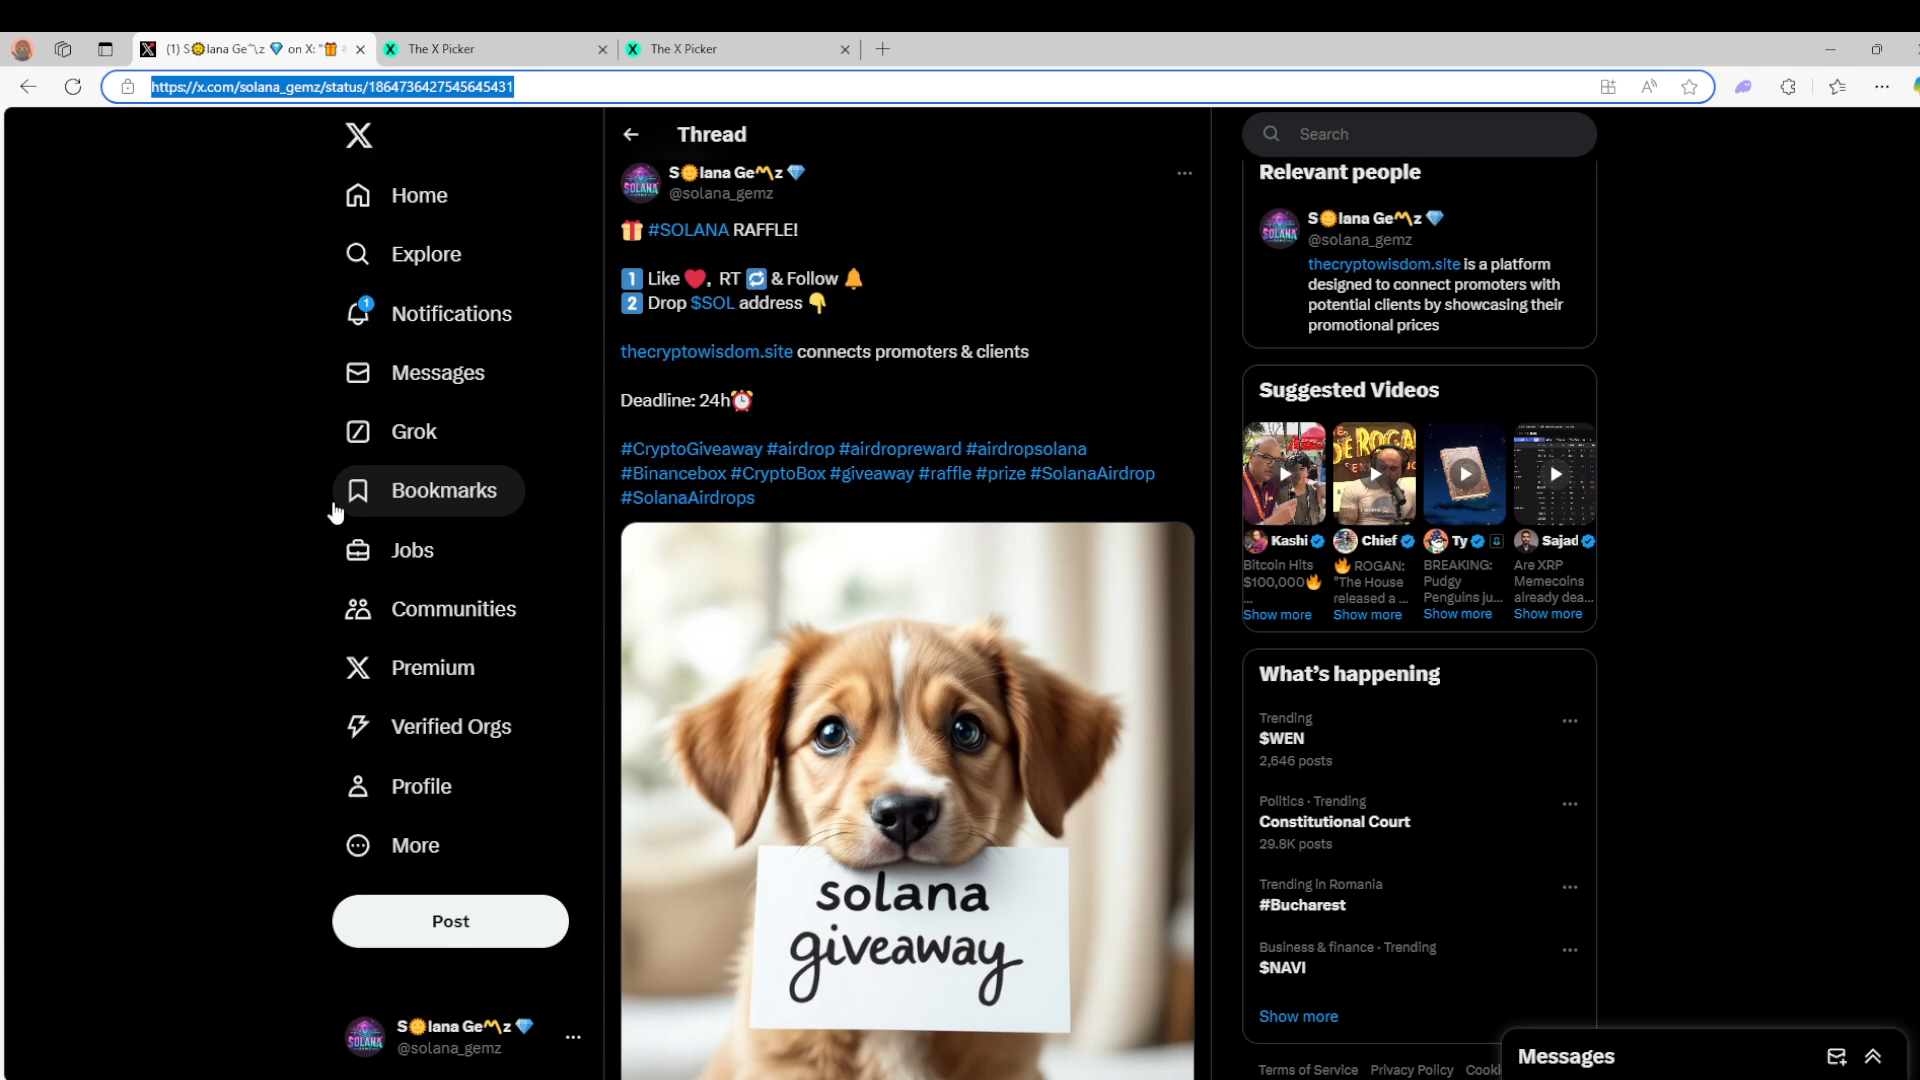 (1) S🌞lana Ge〽️z 💎 on X: "🎁
The X Picker
The X Picker
https://x.com/solana_gemz/status/1864736427545645431
Home
Explore
1
Notifications
Messages
Grok
Bookmarks
Jobs
Communities
Premium
Verified Orgs
Profile
More
Post
S🌞lana Ge〽️z 💎
@solana_gemz
Thread
S🌞lana Ge〽️z 💎
@solana_gemz
🎁 #SOLANA RAFFLE!
1️⃣ Like ❤️, RT 🔁 & Follow 🔔
2️⃣ Drop $SOL address 👇
thecryptowisdom.site connects promoters & clients
Deadline: 24h⏰
#CryptoGiveaway #airdrop #airdropreward #airdropsolana
#Binancebox #CryptoBox #giveaway #raffle #prize #SolanaAirdrop
#SolanaAirdrops
solana
giveaway
Search
Relevant people
S🌞lana Ge〽️z 💎
@solana_gemz
thecryptowisdom.site is a platform
designed to connect promoters with
potential clients by showcasing their
promotional prices
Suggested Videos
Kashi
Bitcoin Hits
$100,000🔥
...
Show more
Chief
🔥 ROGAN:
"The House
released a ...
Show more
Ty
BREAKING:
Pudgy
Penguins ju...
Show more
Sajad
Are XRP
Memecoins
already dea...
Show more
What's happening
Trending
$WEN
2,646 posts
Politics · Trending
Constitutional Court
29.8K posts
Trending in Romania
#Bucharest
Business & finance · Trending
$NAVI
Show more
Terms of Service Privacy Policy Cooki
Messages